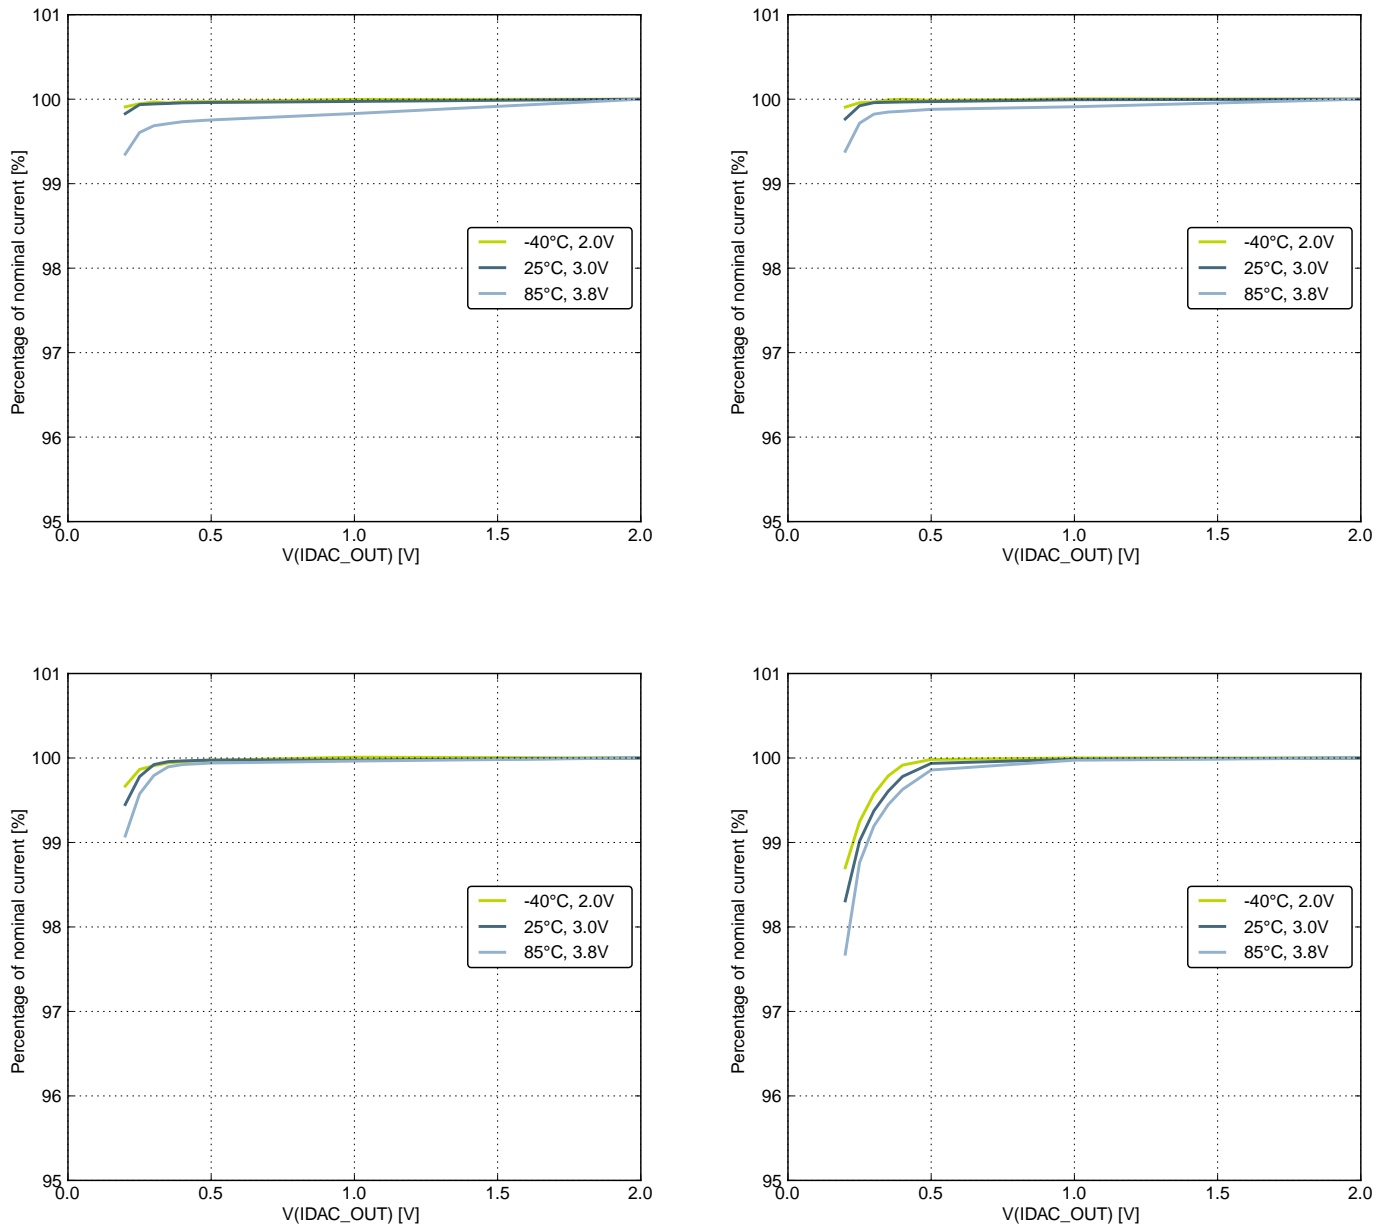 101
100
99
98
97
96
95
Percentage of nominal current [%]
-40°C, 2.0V
25°C, 3.0V
85°C, 3.8V
0.0
0.5
1.0
1.5
2.0
V(IDAC_OUT) [V]
101
100
99
98
97
96
95
Percentage of nominal current [%]
-40°C, 2.0V
25°C, 3.0V
85°C, 3.8V
0.0
0.5
1.0
1.5
2.0
V(IDAC_OUT) [V]
101
100
99
98
97
96
95
Percentage of nominal current [%]
-40°C, 2.0V
25°C, 3.0V
85°C, 3.8V
0.0
0.5
1.0
1.5
2.0
V(IDAC_OUT) [V]
101
100
99
98
97
96
95
Percentage of nominal current [%]
-40°C, 2.0V
25°C, 3.0V
85°C, 3.8V
0.0
0.5
1.0
1.5
2.0
V(IDAC_OUT) [V]